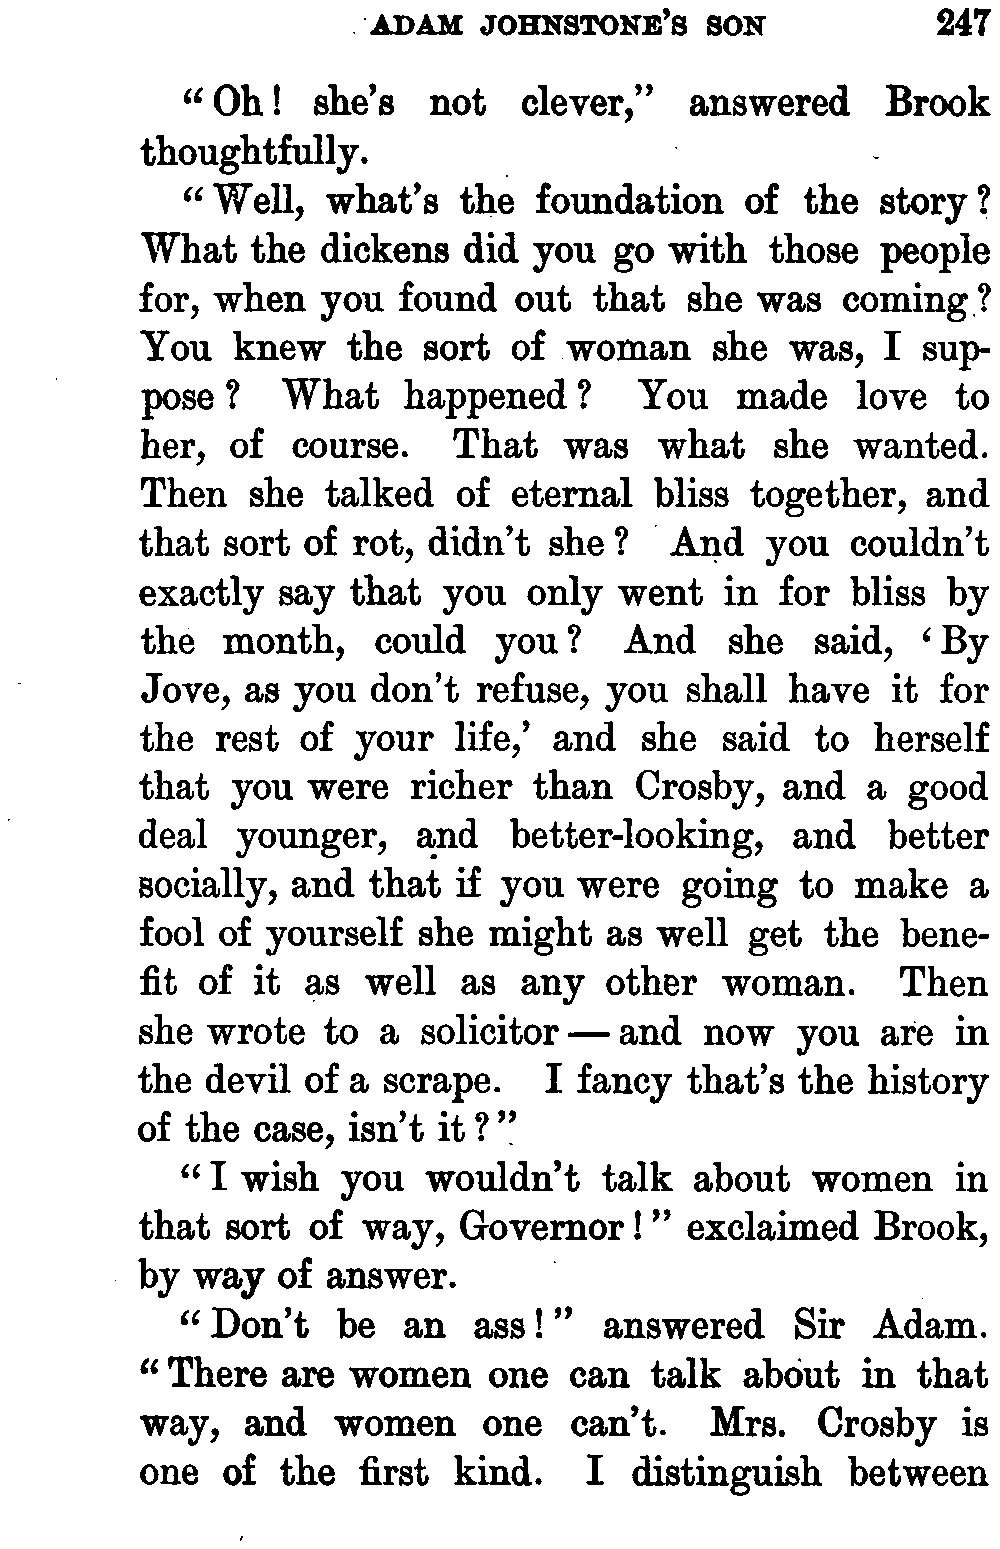 ADAM JOHNSTONE'S SON 247
"Oh! she's not clever," answered Brook
thoughtfully.
"Well, what's the foundation of the story?
What the dickens did you go with those people
for, when you found out that she was coming?
You knew the sort of woman she was, I sup-
pose? What happened? You made love to
her, of course. That was what she wanted.
Then she talked of eternal bliss together, and
that sort of rot, didn't she? And you couldn't
exactly say that you only went in for bliss by
the month, could you? And she said, 'By
Jove, as you don't refuse, you shall have it for
the rest of your life,' and she said to herself
that you were richer than Crosby, and a good
deal younger, and better-looking, and better
socially, and that if you were going to make a
fool of yourself she might as well get the bene-
fit of it as well as any other woman. Then
she wrote to a solicitor — and now you are in
the devil of a scrape. I fancy that's the history
of the case, isn't it?"
"I wish you wouldn't talk about women in
that sort of way, Governor!" exclaimed Brook,
by way of answer.
"Don't be an ass!" answered Sir Adam.
"There are women one can talk about in that
way, and women one can't. Mrs. Crosby is
one of the first kind. I distinguish between